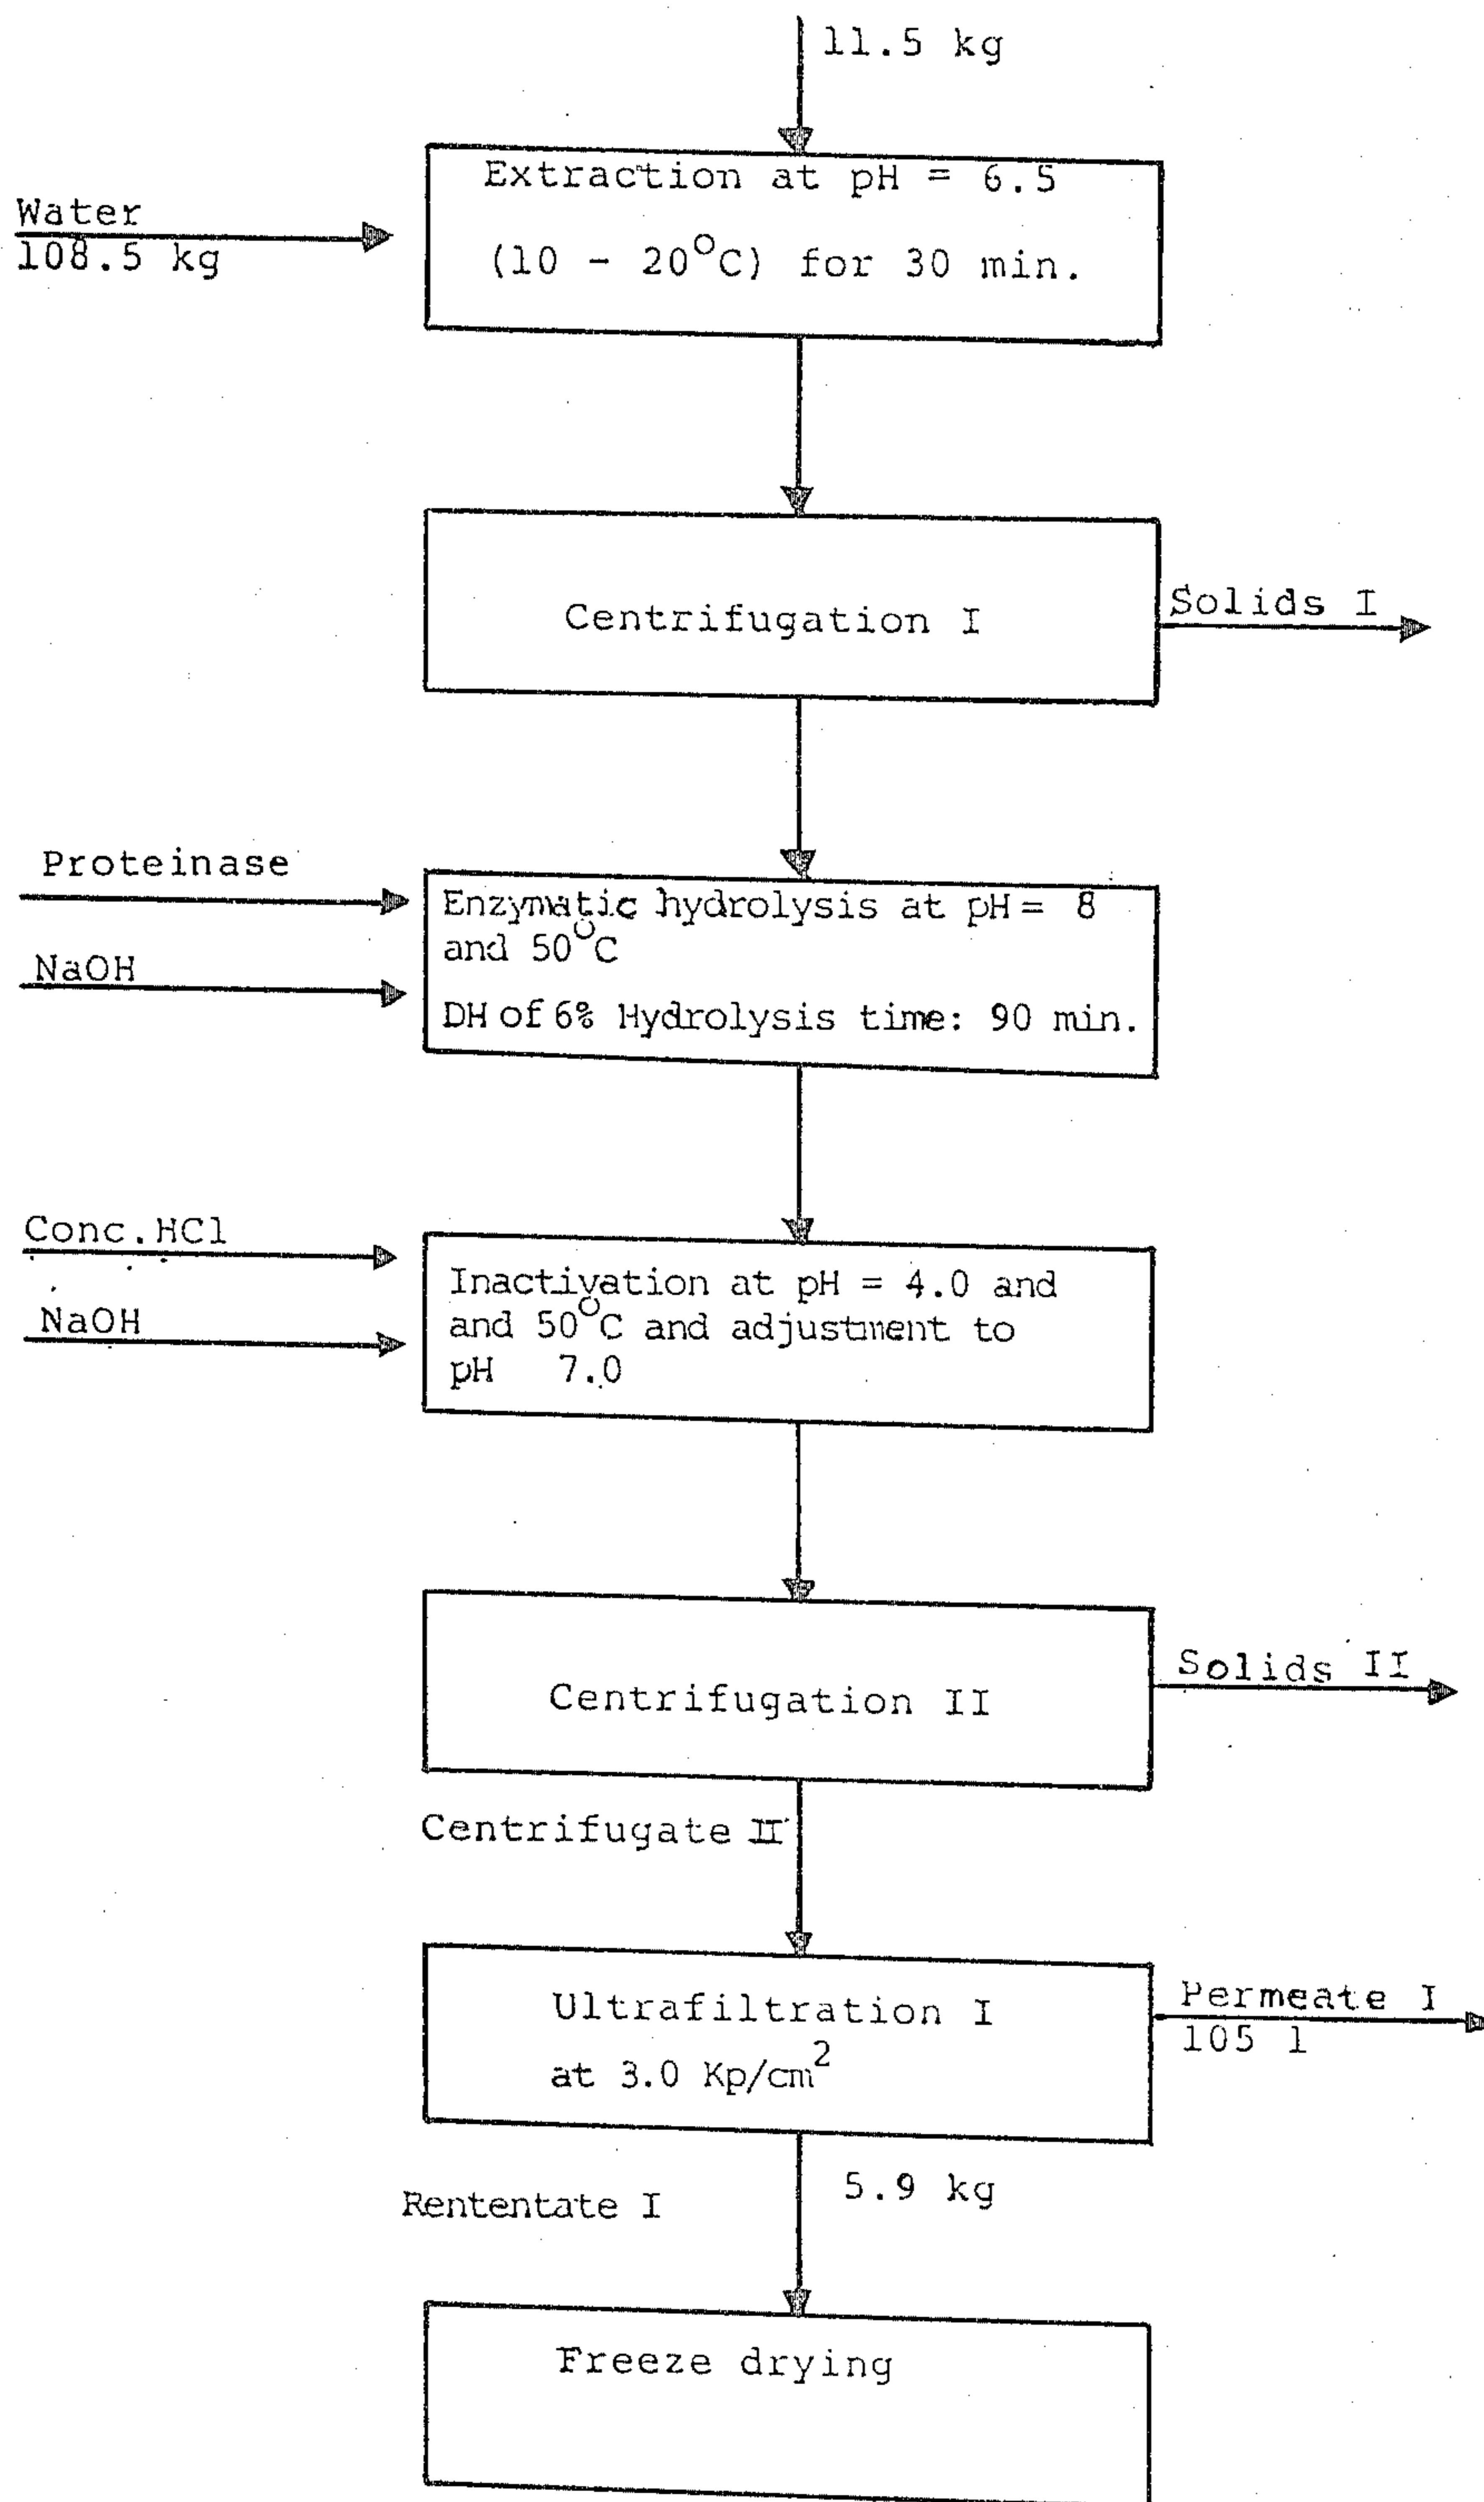 11.5 kg
Extraction at pH = 6.5
Water
108.5 kg
(10 - 20°C) for 30 min.
Centrifugation I
Solids I
Proteinase
NaOH
Enzymatic hydrolysis at pH = 8
and 50°C
DH of 6% Hydrolysis time: 90 min.
Conc.HCl
NaOH
Inactivation at pH = 4.0 and
and 50°C and adjustment to
pH 7.0
Centrifugation II
Solids II
Centrifugate II
Ultrafiltration I
at 3.0 Kp/cm²
Permeate I
105 l
Rententate I
5.9 kg
Freeze drying